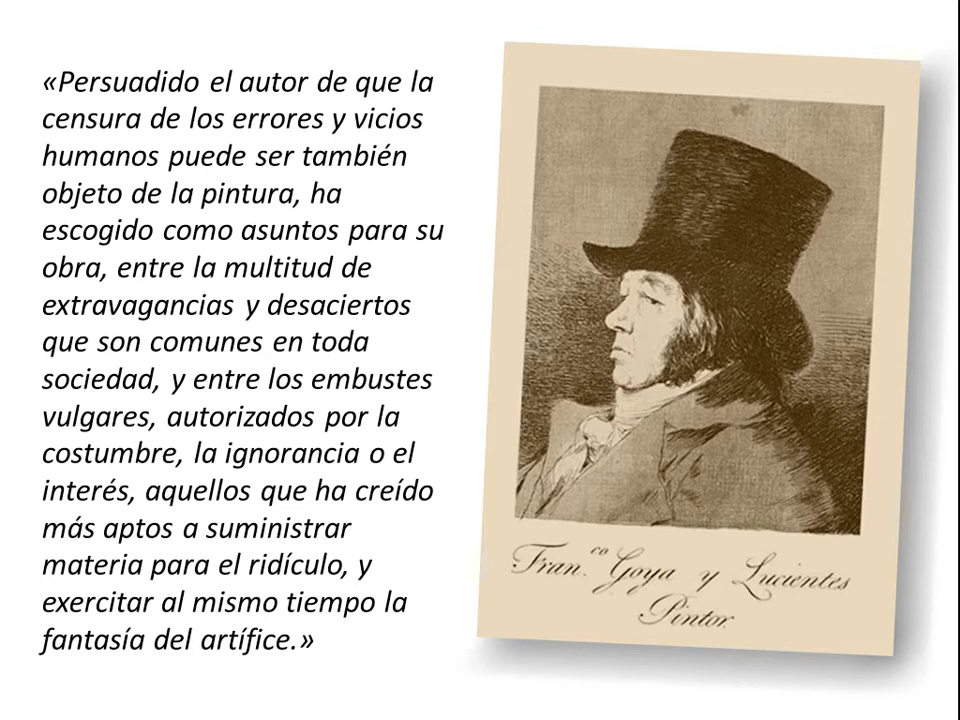 «Persuadido el autor de que la
censura de los errores y vicios
humanos puede ser también
objeto de la pintura, ha
escogido como asuntos para su
obra, entre la multitud de
extravagancias y desaciertos
que son comunes en toda
sociedad, y entre los embustes
vulgares, autorizados por la
costumbre, la ignorancia o el
interés, aquellos que ha creído
más aptos a suministrar
materia para el ridículo, y
exercitar al mismo tiempo la
fantasía del artífice.»
Fran.co Goya y Lucientes
Pintor